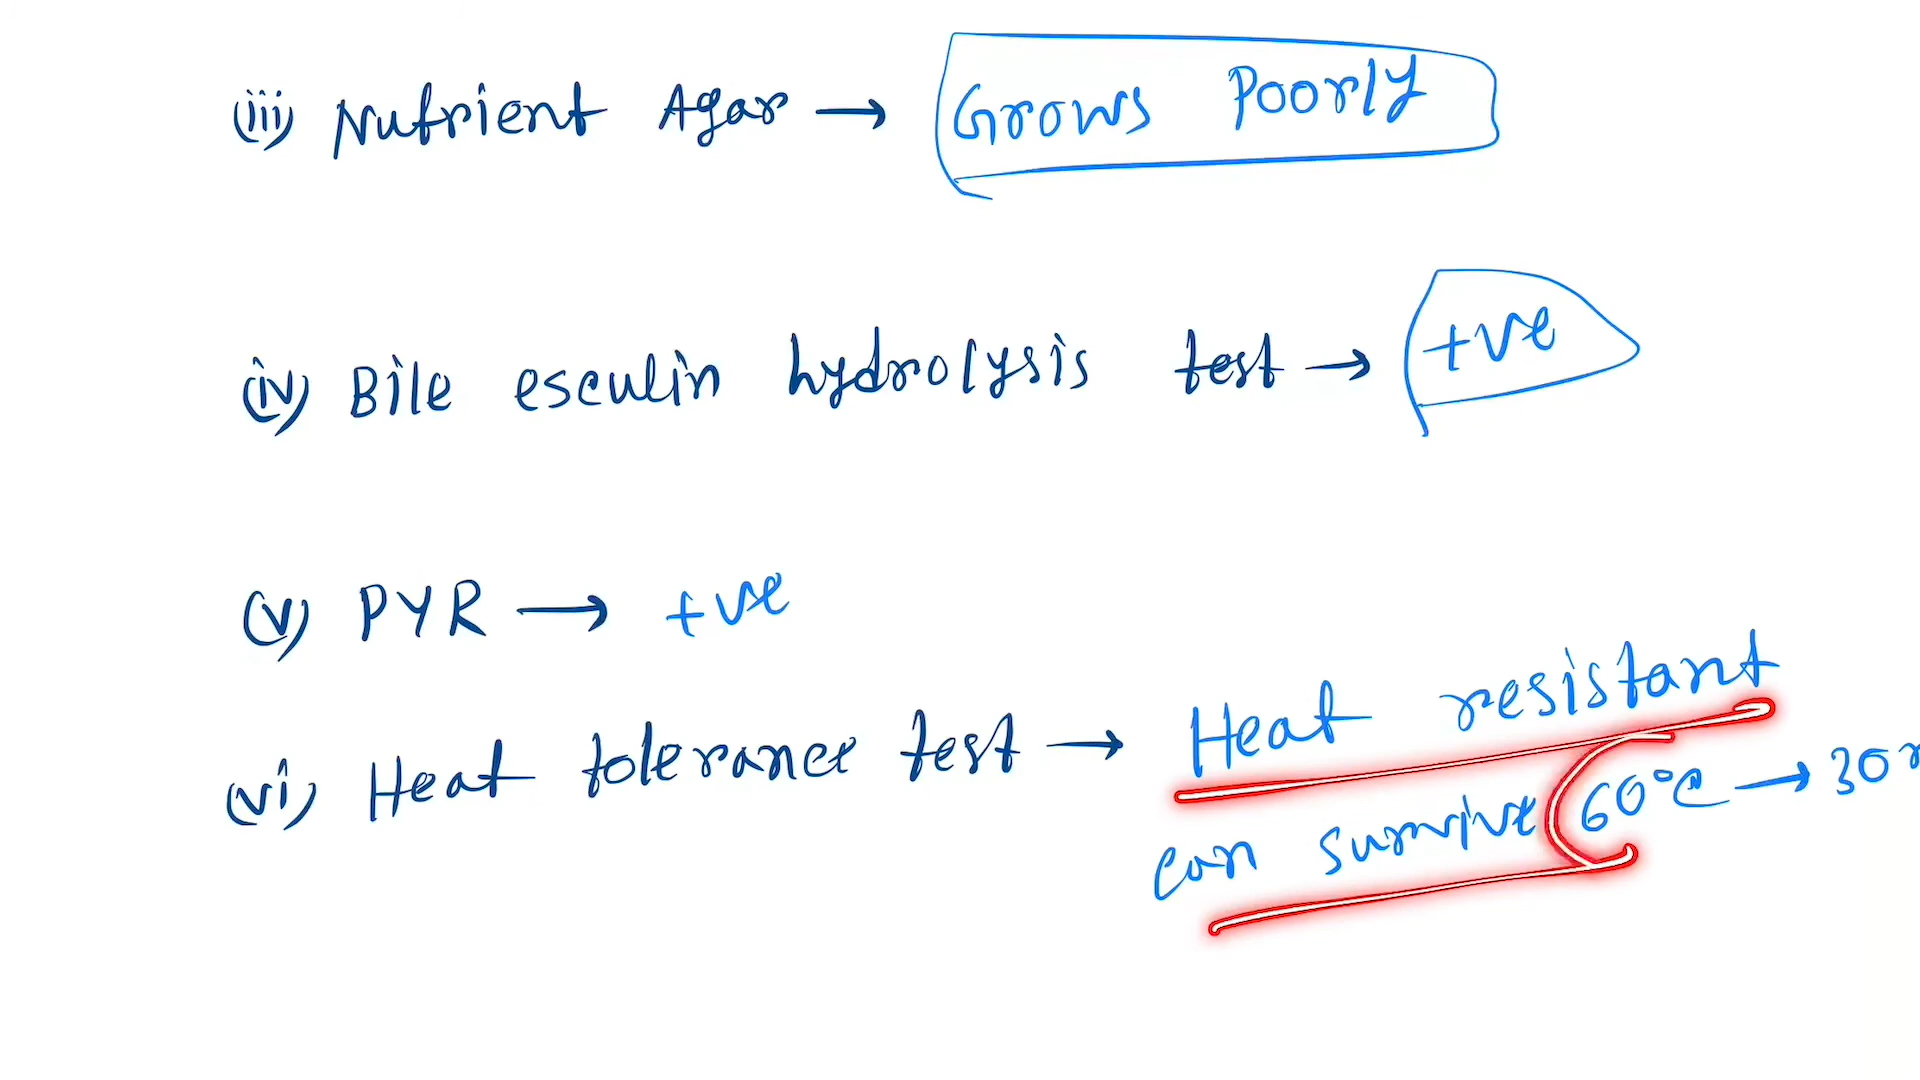 (iii) Nutrient Agar → Grows Poorly
(iv) Bile esculin hydrolysis test → +ve
(v) PYR → +ve
(vi) Heat tolerance test → Heat resistant
can survive 60°C → 30